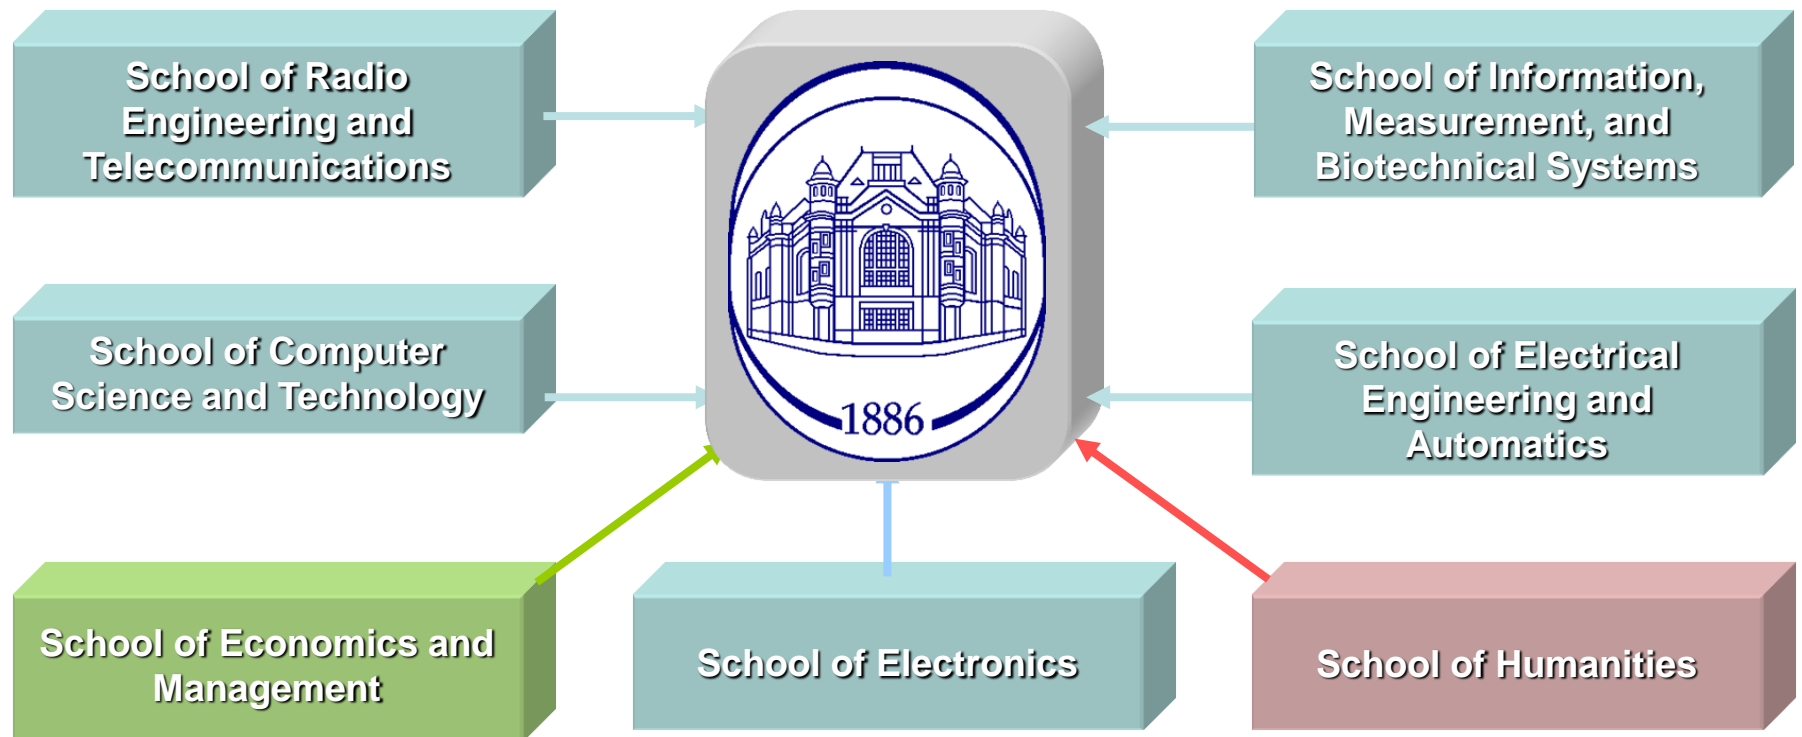 School of Radio
Engineering and
Telecommunications
School of Information,
Measurement, and
Biotechnical Systems
School of Computer
Science and Technology
School of Electrical
Engineering and
Automatics
1886
School of Economics and
Management
School of Electronics
School of Humanities